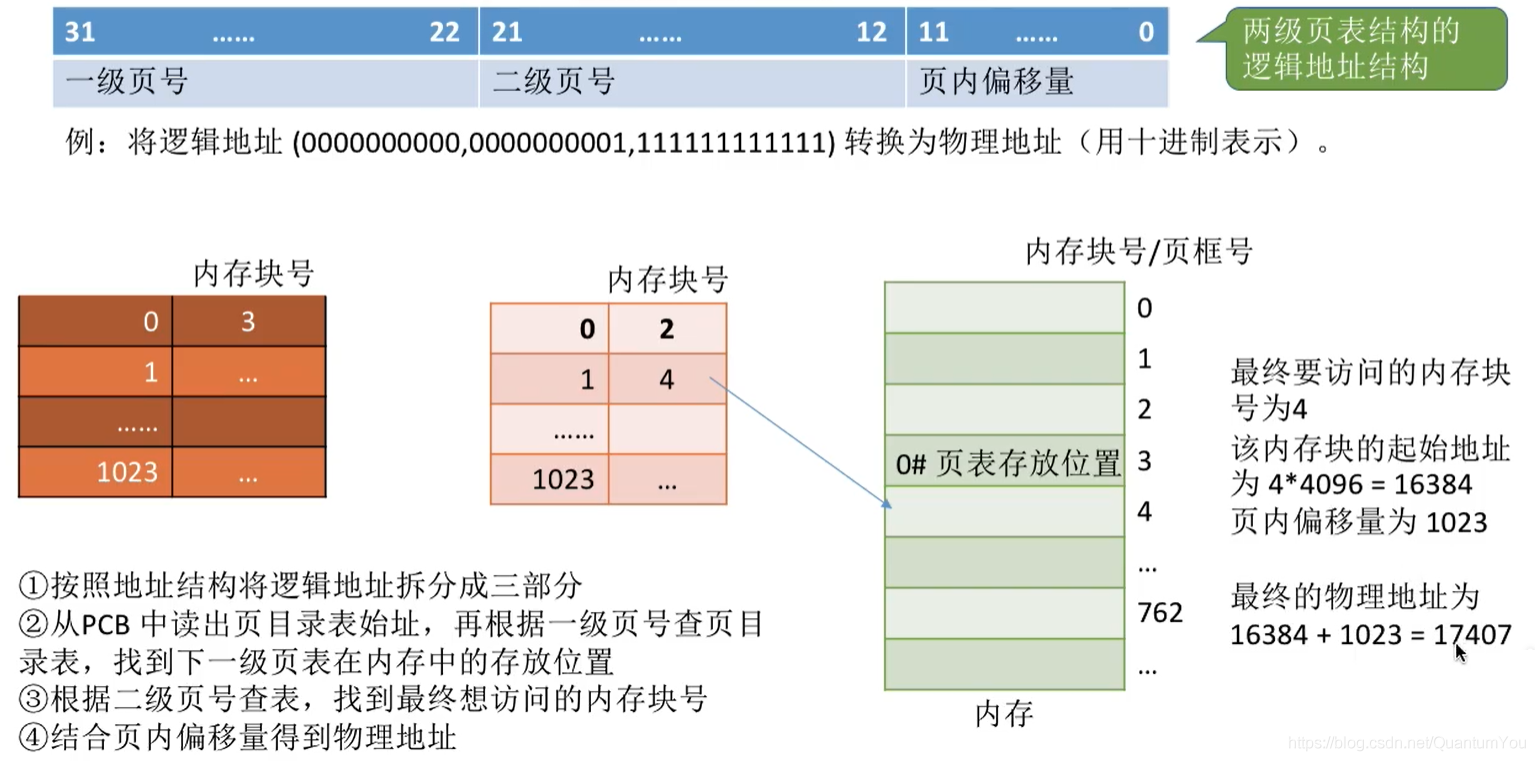 31 …… 22 21 …… 12 11 …… 0
一级页号 二级页号 页内偏移量
两级页表结构的
逻辑地址结构
例：将逻辑地址 (0000000000,0000000001,111111111111) 转换为物理地址（用十进制表示）。
内存块号
0 3
1 …
……
1023 …
内存块号
0 2
1 4
……
1023 …
内存块号/页框号
0
1
2
0# 页表存放位置 3
4
…
762
…
内存
最终要访问的内存块
号为4
该内存块的起始地址
为 4*4096 = 16384
页内偏移量为 1023
最终的物理地址为
16384 + 1023 = 17407
①按照地址结构将逻辑地址拆分成三部分
②从PCB 中读出页目录表始址，再根据一级页号查页目
录表，找到下一级页表在内存中的存放位置
③根据二级页号查表，找到最终想访问的内存块号
④结合页内偏移量得到物理地址
https://blog.csdn.net/QuantumYou